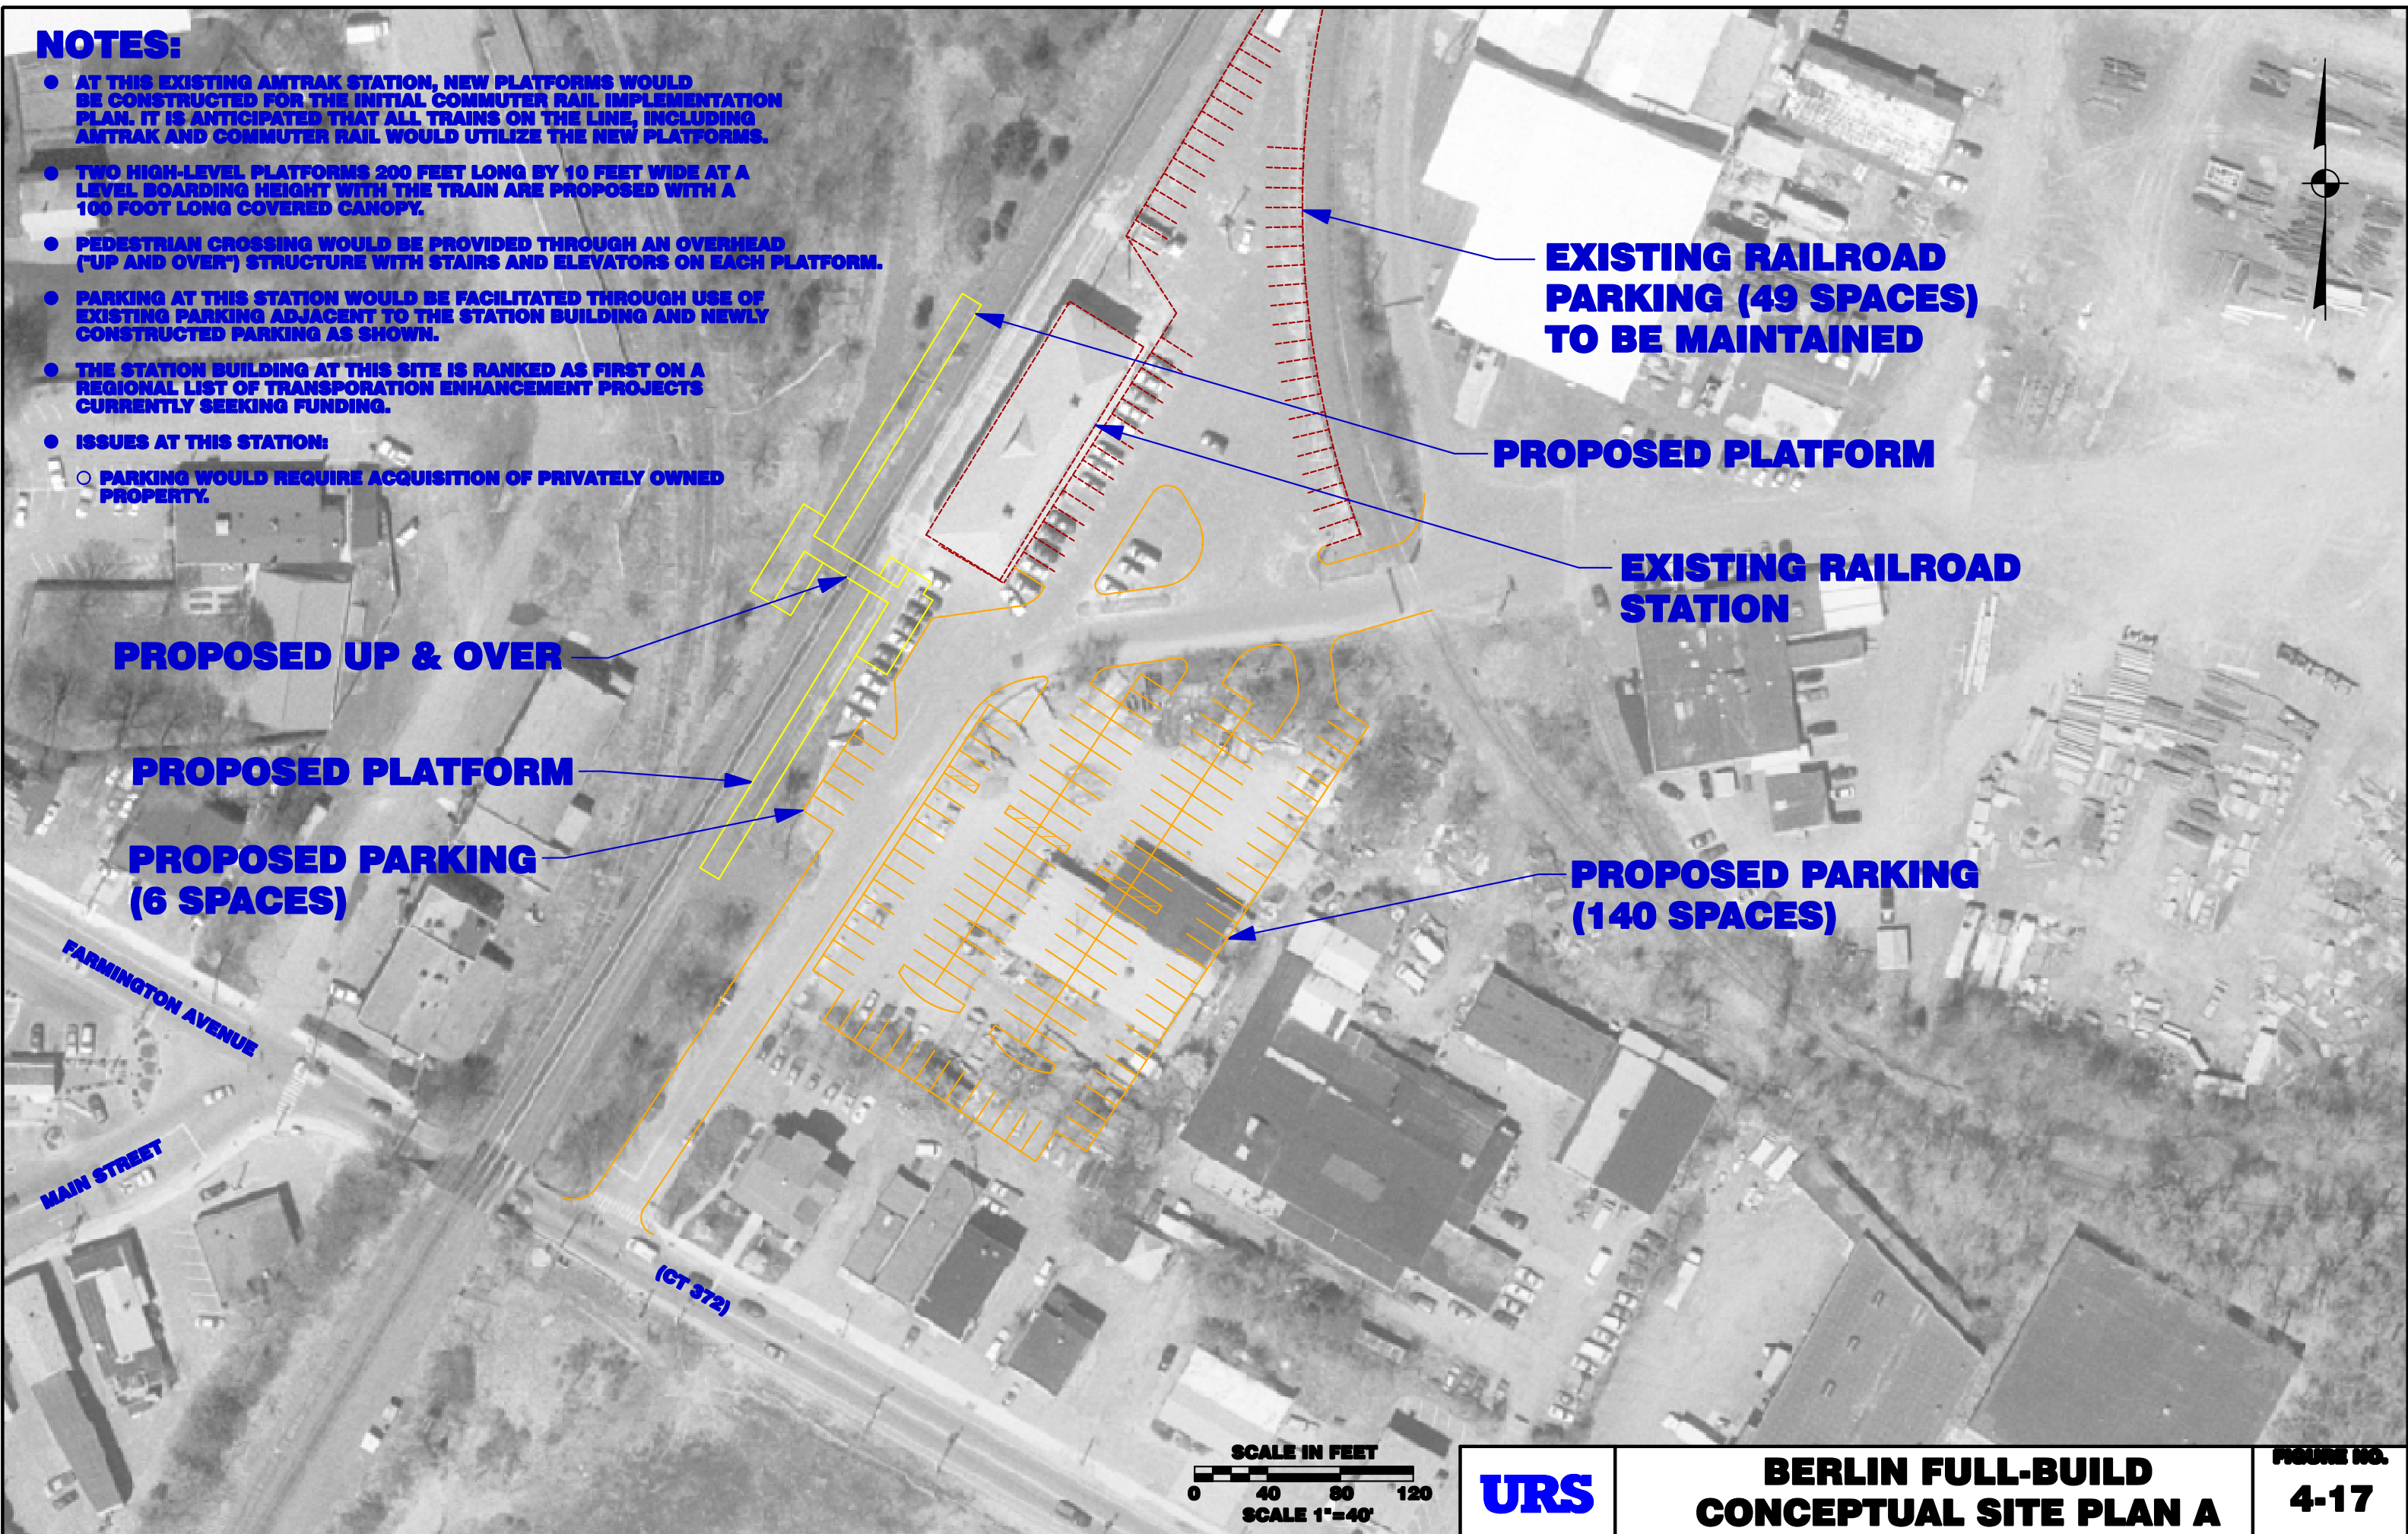 NOTES:
● AT THIS EXISTING AMTRAK STATION, NEW PLATFORMS WOULD
BE CONSTRUCTED FOR THE INITIAL COMMUTER RAIL IMPLEMENTATION
PLAN. IT IS ANTICIPATED THAT ALL TRAINS ON THE LINE, INCLUDING
AMTRAK AND COMMUTER RAIL WOULD UTILIZE THE NEW PLATFORMS.
● TWO HIGH-LEVEL PLATFORMS 200 FEET LONG BY 10 FEET WIDE AT A
LEVEL BOARDING HEIGHT WITH THE TRAIN ARE PROPOSED WITH A
100 FOOT LONG COVERED CANOPY.
● PEDESTRIAN CROSSING WOULD BE PROVIDED THROUGH AN OVERHEAD
("UP AND OVER") STRUCTURE WITH STAIRS AND ELEVATORS ON EACH PLATFORM.
● PARKING AT THIS STATION WOULD BE FACILITATED THROUGH USE OF
EXISTING PARKING ADJACENT TO THE STATION BUILDING AND NEWLY
CONSTRUCTED PARKING AS SHOWN.
● THE STATION BUILDING AT THIS SITE IS RANKED AS FIRST ON A
REGIONAL LIST OF TRANSPORATION ENHANCEMENT PROJECTS
CURRENTLY SEEKING FUNDING.
● ISSUES AT THIS STATION:
○ PARKING WOULD REQUIRE ACQUISITION OF PRIVATELY OWNED
PROPERTY.
EXISTING RAILROAD
PARKING (49 SPACES)
TO BE MAINTAINED
PROPOSED PLATFORM
EXISTING RAILROAD
STATION
PROPOSED UP & OVER
PROPOSED PLATFORM
PROPOSED PARKING
(6 SPACES)
PROPOSED PARKING
(140 SPACES)
FARMINGTON AVENUE
MAIN STREET
(CT 372)
SCALE IN FEET
0 40 80 120
SCALE 1"=40'
URS
BERLIN FULL-BUILD
CONCEPTUAL SITE PLAN A
FIGURE NO.
4-17